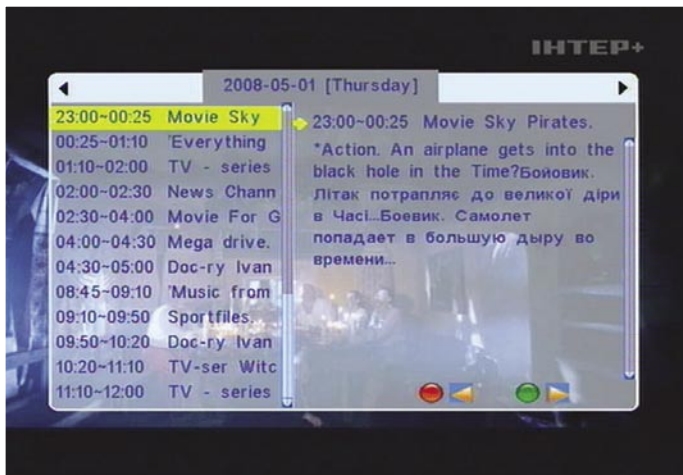 ІНТЕР+
2008-05-01 [Thursday]
23:00~00:25 Movie Sky
00:25~01:10 'Everything
01:10~02:00 TV - series
02:00~02:30 News Chann
02:30~04:00 Movie For G
04:00~04:30 Mega drive.
04:30~05:00 Doc-ry Ivan
08:45~09:10 'Music from
09:10~09:50 Sportfiles.
09:50~10:20 Doc-ry Ivan
10:20~11:10 TV-ser Witc
11:10~12:00 TV - series
23:00~00:25 Movie Sky Pirates.
*Action. An airplane gets into the
black hole in the Time?Бойовик.
Літак потрапляє до великої діри
в Часі...Боевик. Самолет
попадает в большую дыру во
времени...